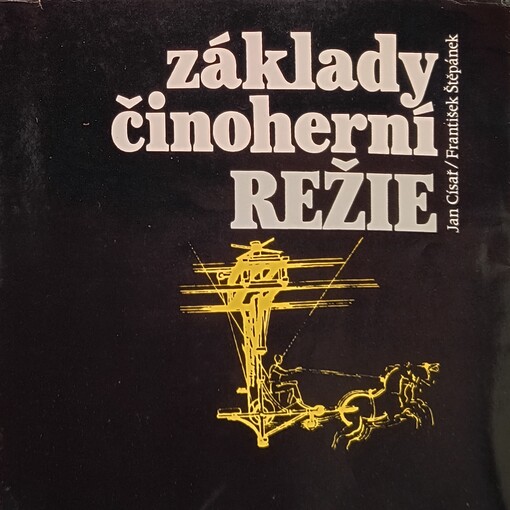 základy
činoherní
REŽIE
Jan Císař/František Štěpánek